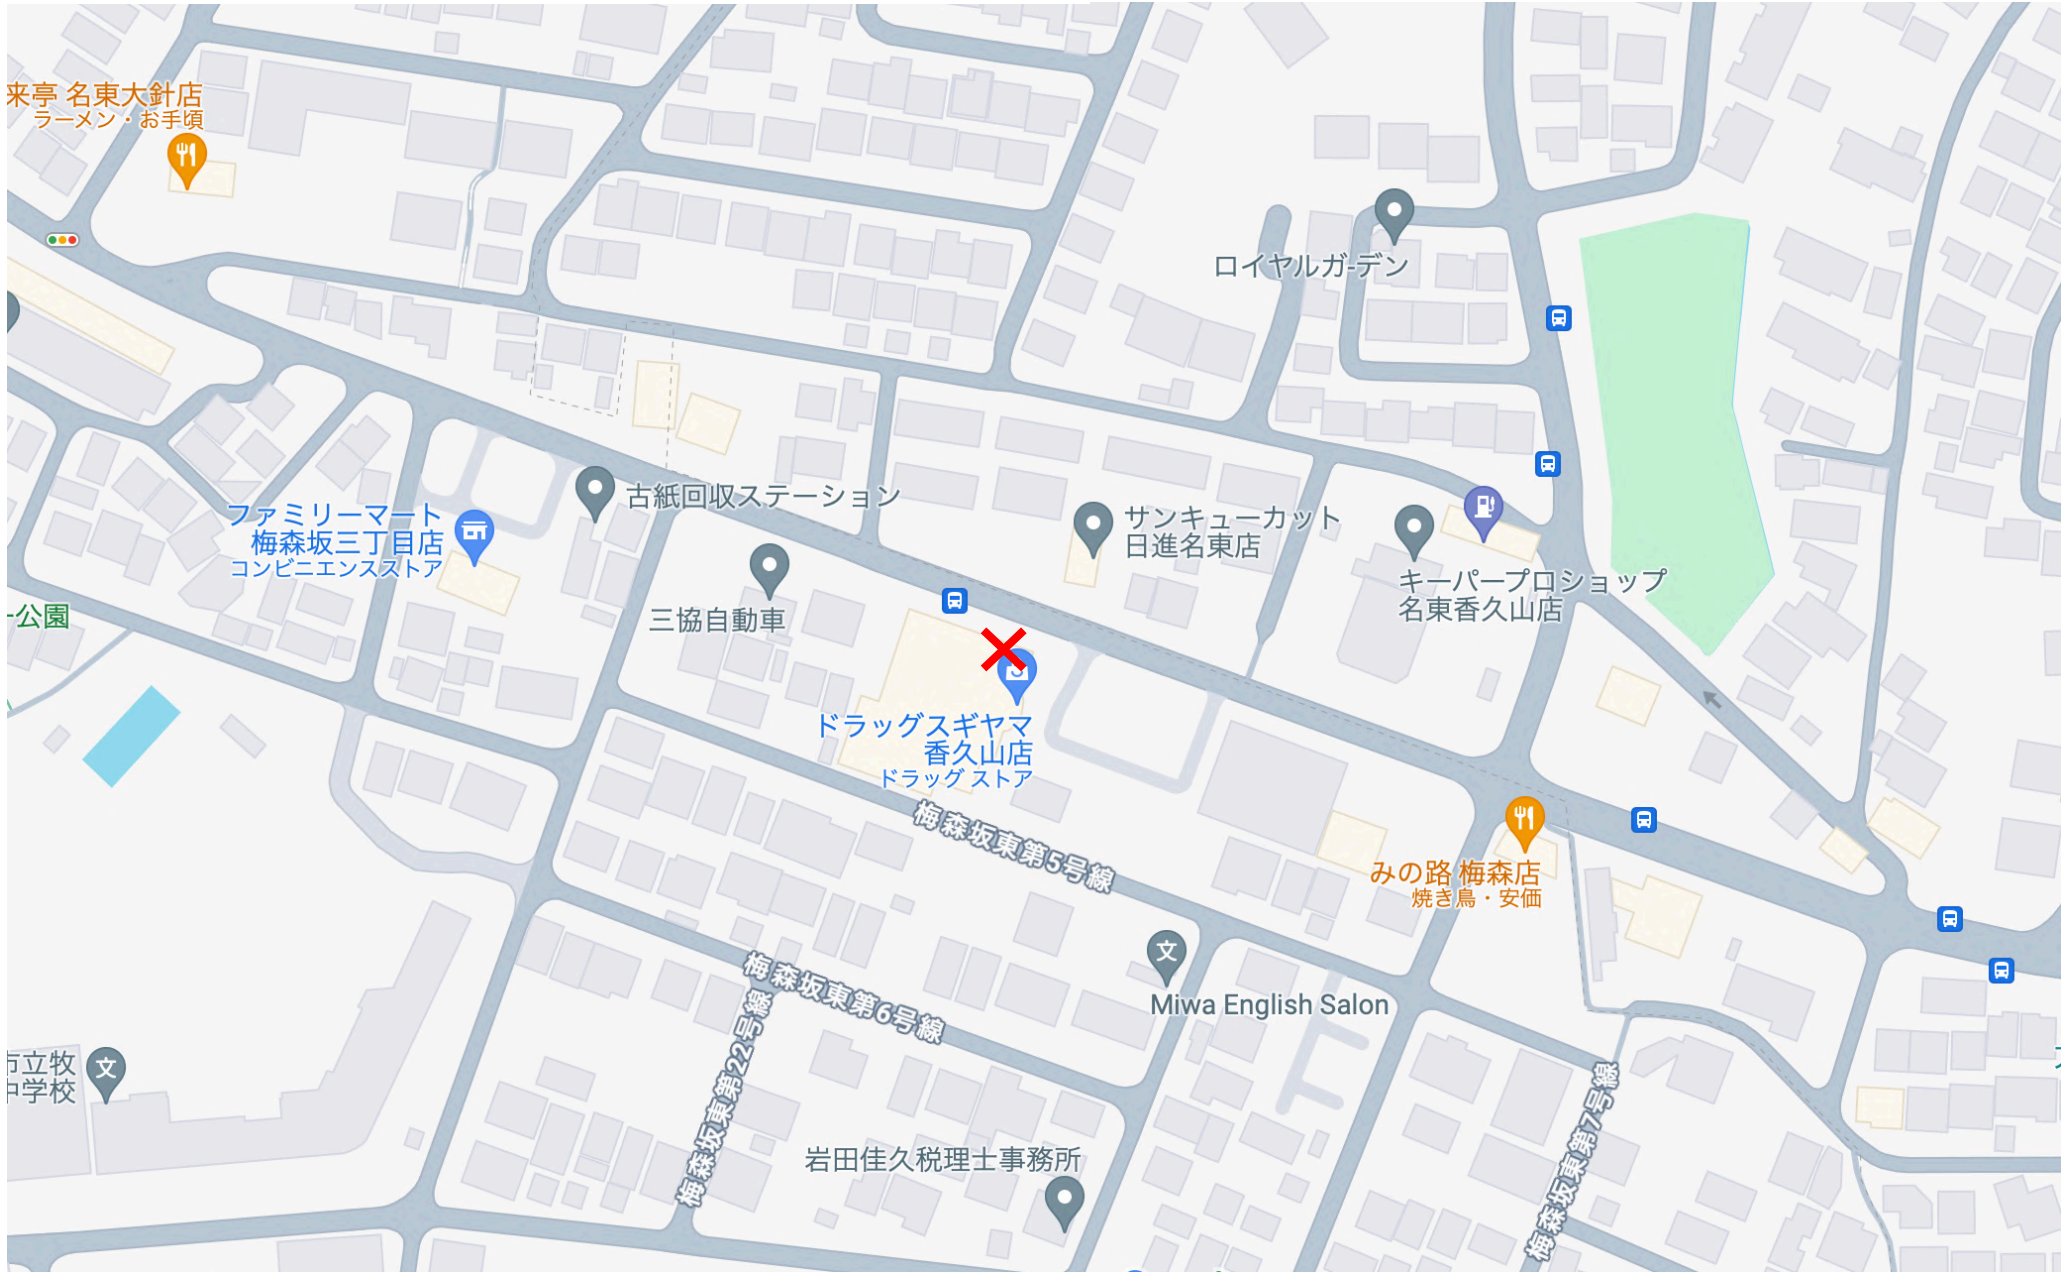 来亭 名東大針店
ラーメン・お手頃
ロイヤルガーデン
古紙回収ステーション
ファミリーマート
梅森坂三丁目店
コンビニエンスストア
サンキューカット
日進名東店
キーパープロショップ
名東香久山店
三協自動車
公園
ドラッグスギヤマ
香久山店
ドラッグ ストア
梅森坂東第5号線
みの路 梅森店
焼き鳥・安価
文
Miwa English Salon
梅森坂東第6号線
梅森坂東第22号線
市立牧
中学校
文
梅森坂東第7号線
岩田佳久税理士事務所